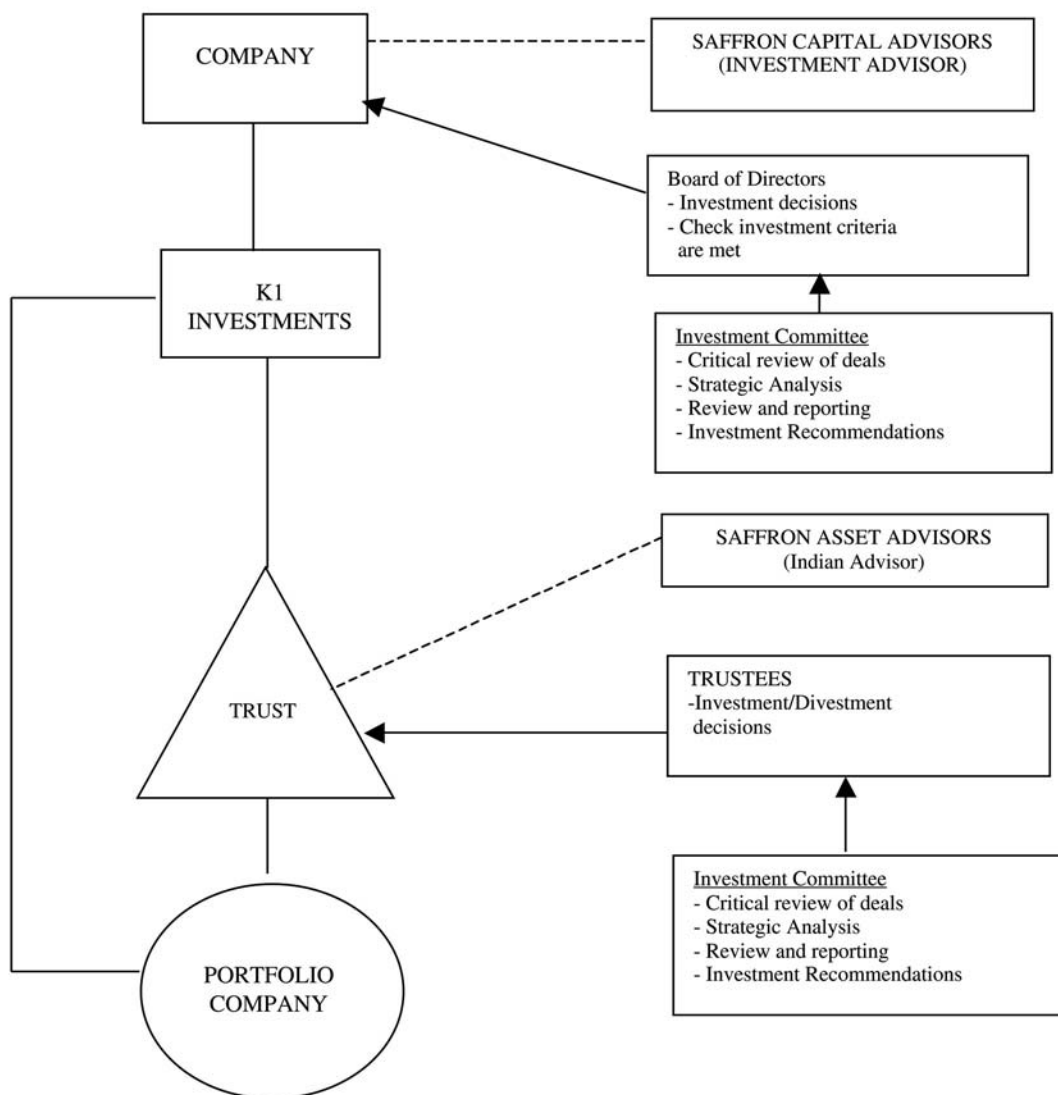 COMPANY
SAFFRON CAPITAL ADVISORS
(INVESTMENT ADVISOR)
Board of Directors
- Investment decisions
- Check investment criteria
are met
K1
INVESTMENTS
Investment Committee
- Critical review of deals
- Strategic Analysis
- Review and reporting
- Investment Recommendations
SAFFRON ASSET ADVISORS
(Indian Advisor)
TRUST
TRUSTEES
-Investment/Divestment
decisions
Investment Committee
- Critical review of deals
- Strategic Analysis
- Review and reporting
- Investment Recommendations
PORTFOLIO
COMPANY